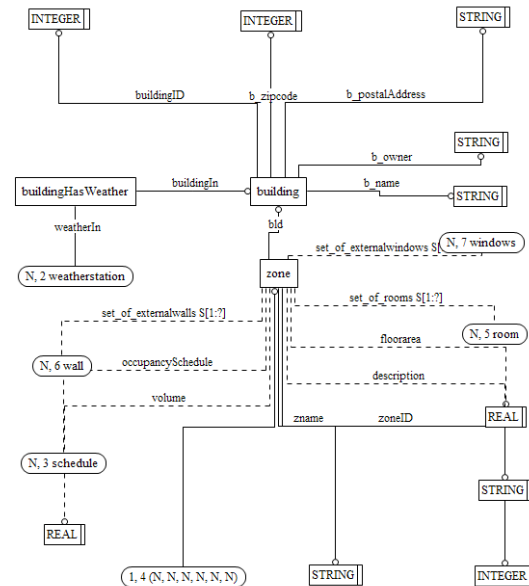 INTEGER
INTEGER
STRING
buildingID
b_zipcode
b_postalAddress
STRING
b_owner
buildingHasWeather
buildingIn
building
b_name
STRING
weatherIn
bld
set_of_externalwindows S[
N, 7 windows
N, 2 weatherstation
zone
set_of_rooms S[1:?]
set_of_externalwalls S[1:?]
N, 5 room
floorarea
N, 6 wall
occupancySchedule
description
volume
zname
zoneID
REAL
N, 3 schedule
STRING
REAL
1, 4 (N, N, N, N, N, N)
STRING
INTEGER